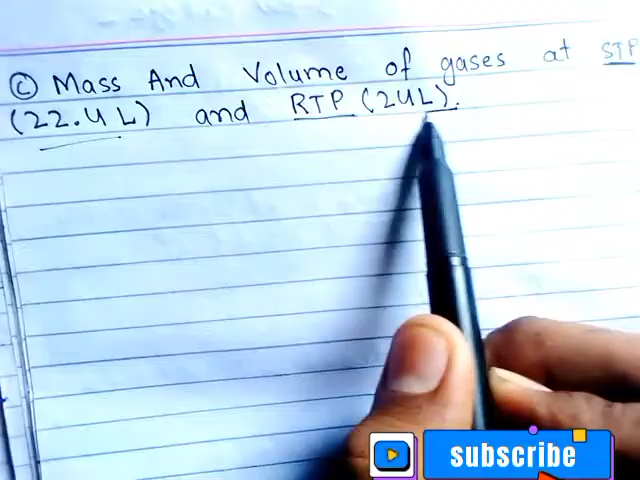 © Mass And Volume of gases at STP
(22.4 L) and RTP (24L).
subscribe